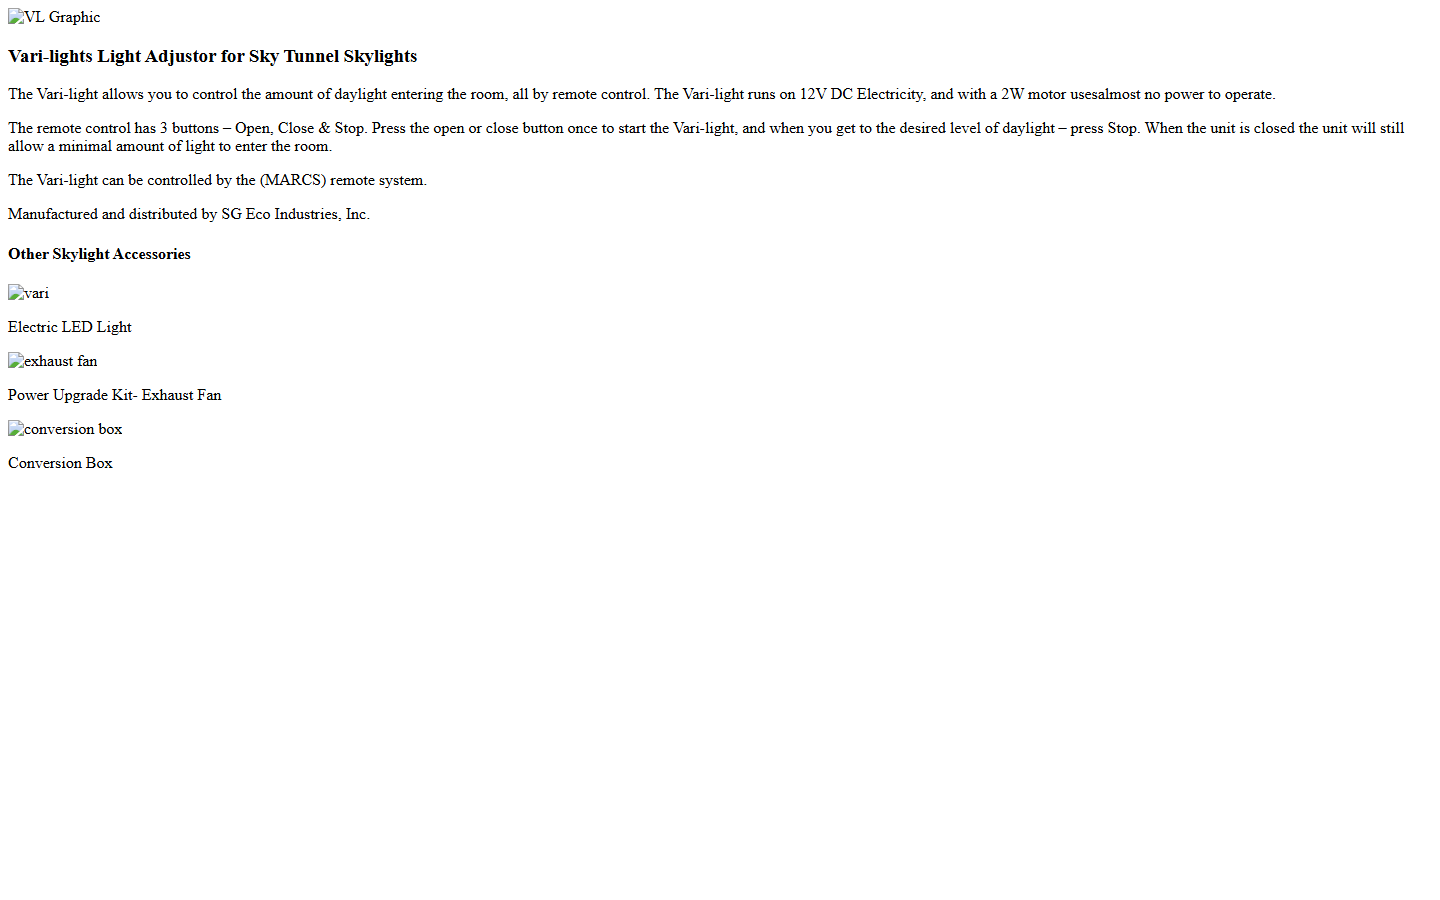 VL Graphic
Vari-lights Light Adjustor for Sky Tunnel Skylights
The Vari-light allows you to control the amount of daylight entering the room, all by remote control. The Vari-light runs on 12V DC Electricity, and with a 2W motor usesalmost no power to operate.
The remote control has 3 buttons – Open, Close & Stop. Press the open or close button once to start the Vari-light, and when you get to the desired level of daylight – press Stop. When the unit is closed the unit will still
allow a minimal amount of light to enter the room.
The Vari-light can be controlled by the (MARCS) remote system.
Manufactured and distributed by SG Eco Industries, Inc.
Other Skylight Accessories
vari
Electric LED Light
exhaust fan
Power Upgrade Kit- Exhaust Fan
conversion box
Conversion Box